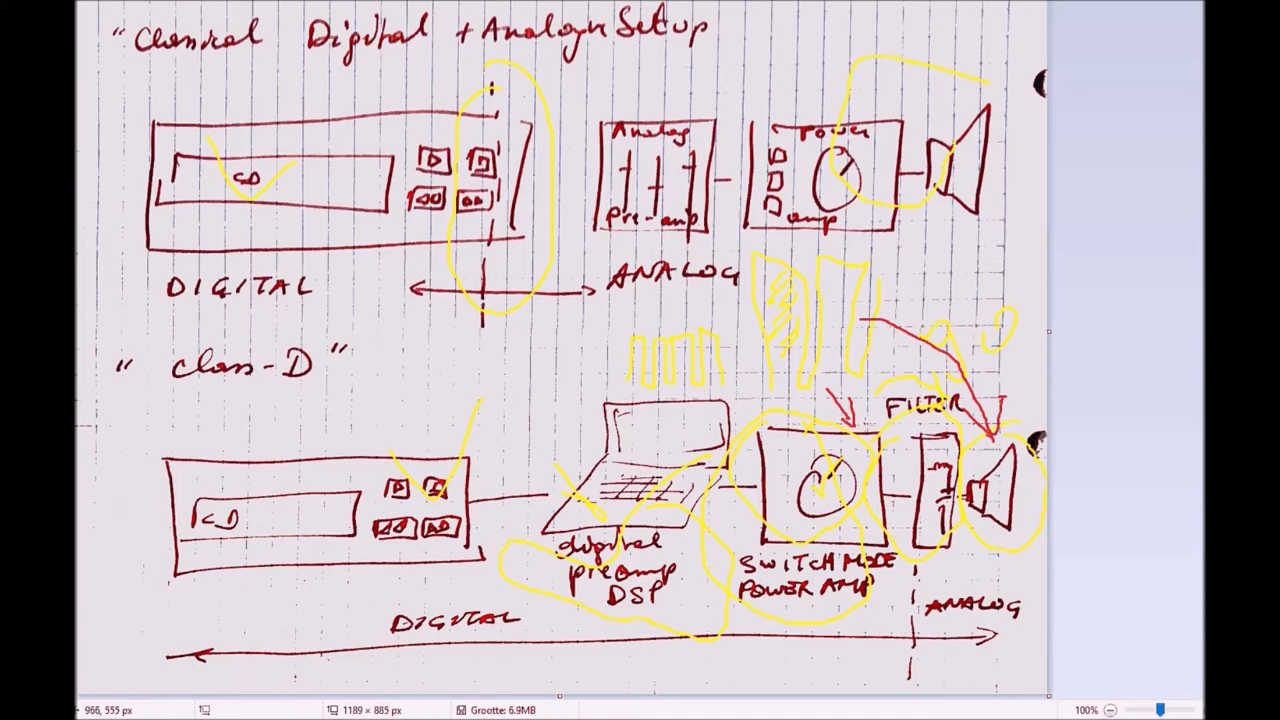 "Classical Digital + Analogue Setup
CD
Analog
pre-amp
Power
amp
DIGITAL
ANALOG
"Class-D"
FILTER
CD
digital
preamp
DSP
SWITCH MODE
POWER AMP
DIGITAL
ANALOG
966, 555 px
1189 × 885 px
Grootte: 6.9MB
100%